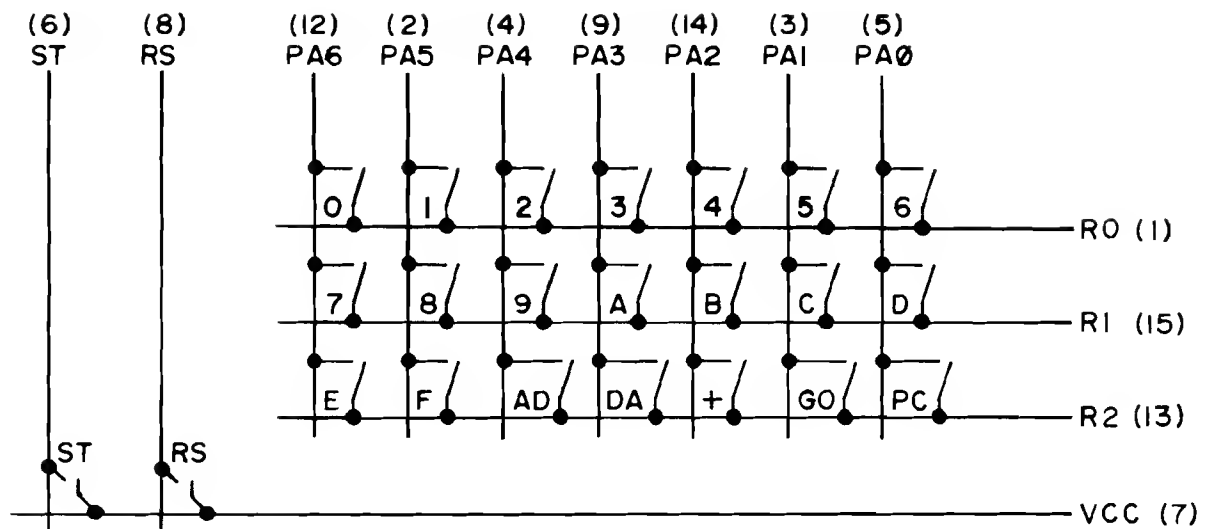 (6) (8) (12) (2) (4) (9) (14) (3) (5)
ST RS PA6 PA5 PA4 PA3 PA2 PA1 PAØ
0 1 2 3 4 5 6
R0 (1)
7 8 9 A B C D
R1 (15)
E F AD DA + GO PC
R2 (13)
ST RS
VCC (7)